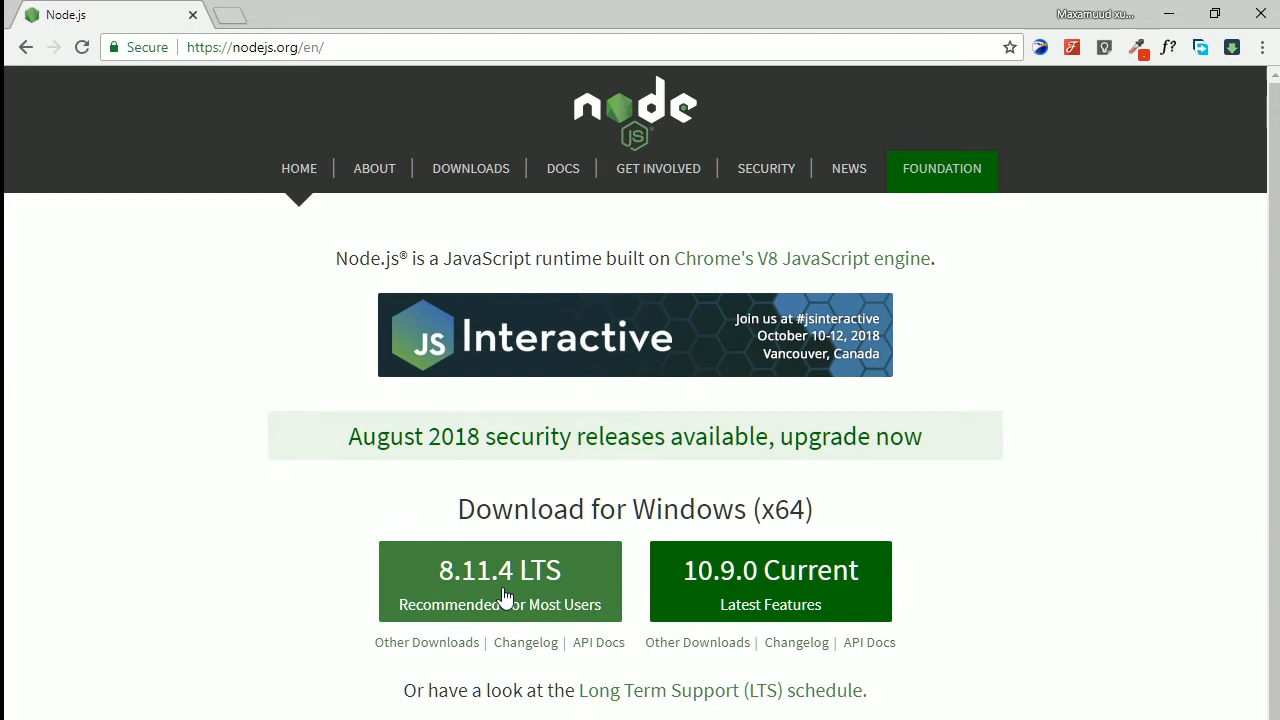 Node.js
Maxamuud xu...
Secure
https://nodejs.org/en/
node
JS
HOME
ABOUT
DOWNLOADS
DOCS
GET INVOLVED
SECURITY
NEWS
FOUNDATION
Node.js® is a JavaScript runtime built on Chrome's V8 JavaScript engine.
JS Interactive
Join us at #jsinteractive
October 10-12, 2018
Vancouver, Canada
August 2018 security releases available, upgrade now
Download for Windows (x64)
8.11.4 LTS
Recommended For Most Users
10.9.0 Current
Latest Features
Other Downloads | Changelog | API Docs
Other Downloads | Changelog | API Docs
Or have a look at the Long Term Support (LTS) schedule.